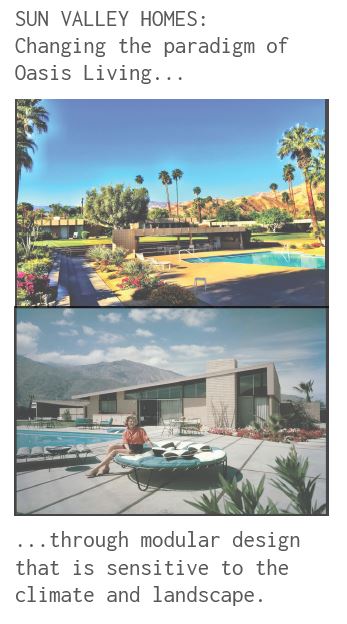 SUN VALLEY HOMES:
Changing the paradigm of
Oasis Living...
...through modular design
that is sensitive to the
climate and landscape.